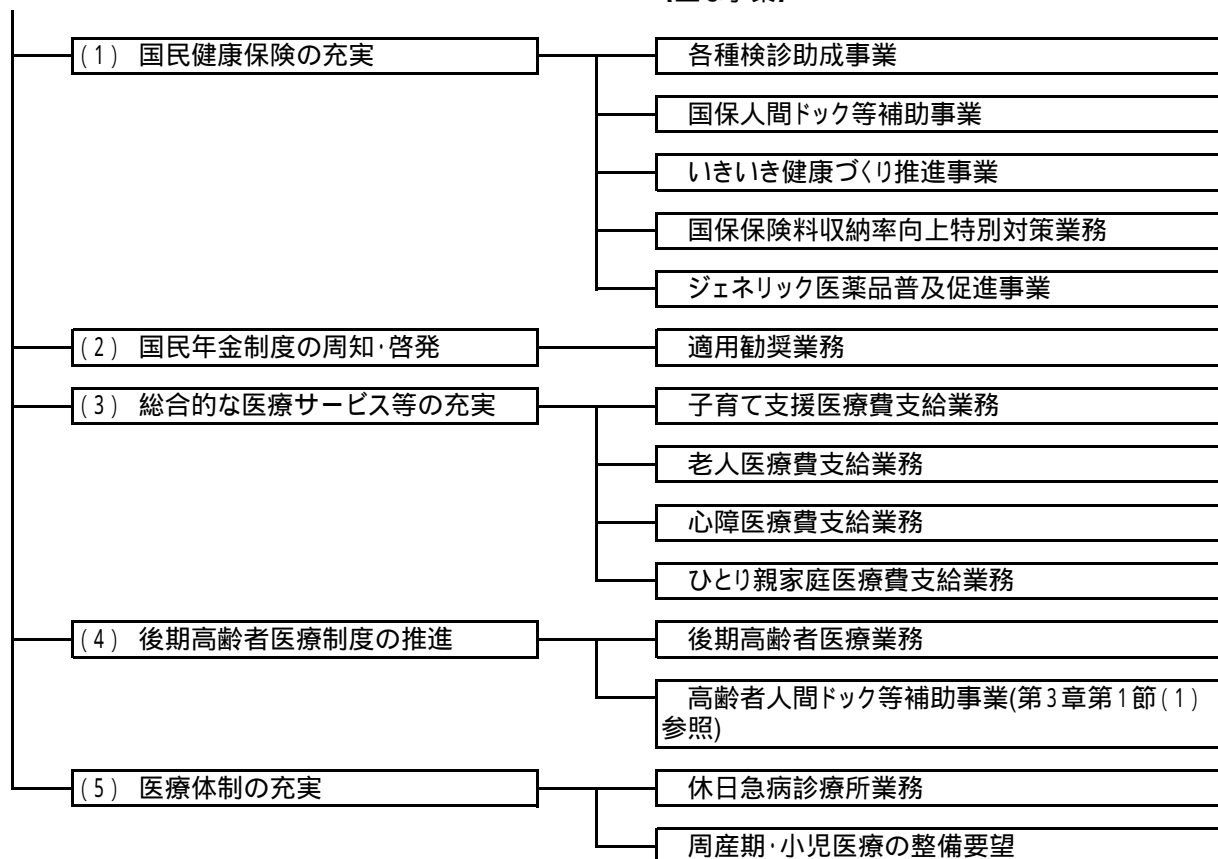 (1) 国民健康保険の充実
各種検診助成事業
国保人間ドック等補助事業
いきいき健康づくり推進事業
国保保険料収納率向上特別対策業務
ジェネリック医薬品普及促進事業
(2) 国民年金制度の周知・啓発
適用勧奨業務
(3) 総合的な医療サービス等の充実
子育て支援医療費支給業務
老人医療費支給業務
心障医療費支給業務
ひとり親家庭医療費支給業務
(4) 後期高齢者医療制度の推進
後期高齢者医療業務
高齢者人間ドック等補助事業(第3章第1節(1)
参照)
(5) 医療体制の充実
休日急病診療所業務
周産期・小児医療の整備要望